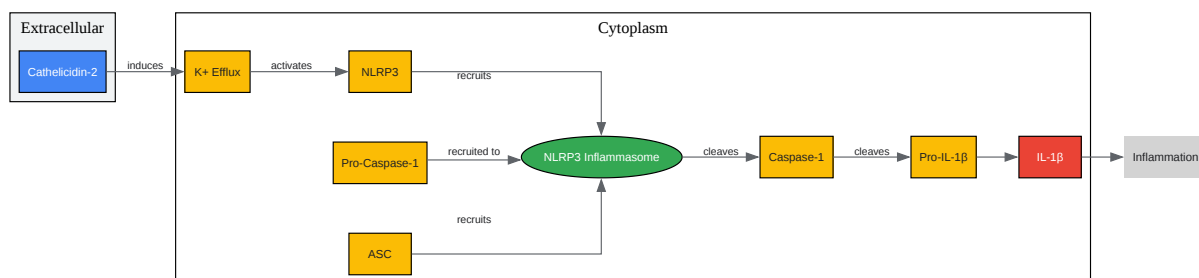 Extracellular
Cytoplasm
Cathelicidin-2
induces
K+ Efflux
activates
NLRP3
recruits
Pro-Caspase-1
recruited to
NLRP3 Inflammasome
cleaves
Caspase-1
cleaves
Pro-IL-1β
IL-1β
Inflammation
recruits
ASC